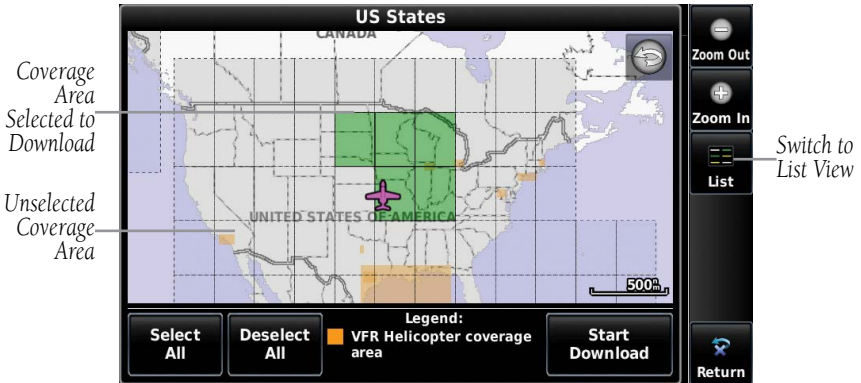 US States
CANADA
UNITED STATES OF AMERICA
500nm
Coverage
Area
Selected to
Download
Unselected
Coverage
Area
Zoom Out
Zoom In
List
Switch to
List View
Select
All
Deselect
All
Legend:
VFR Helicopter coverage
area
Start
Download
Return